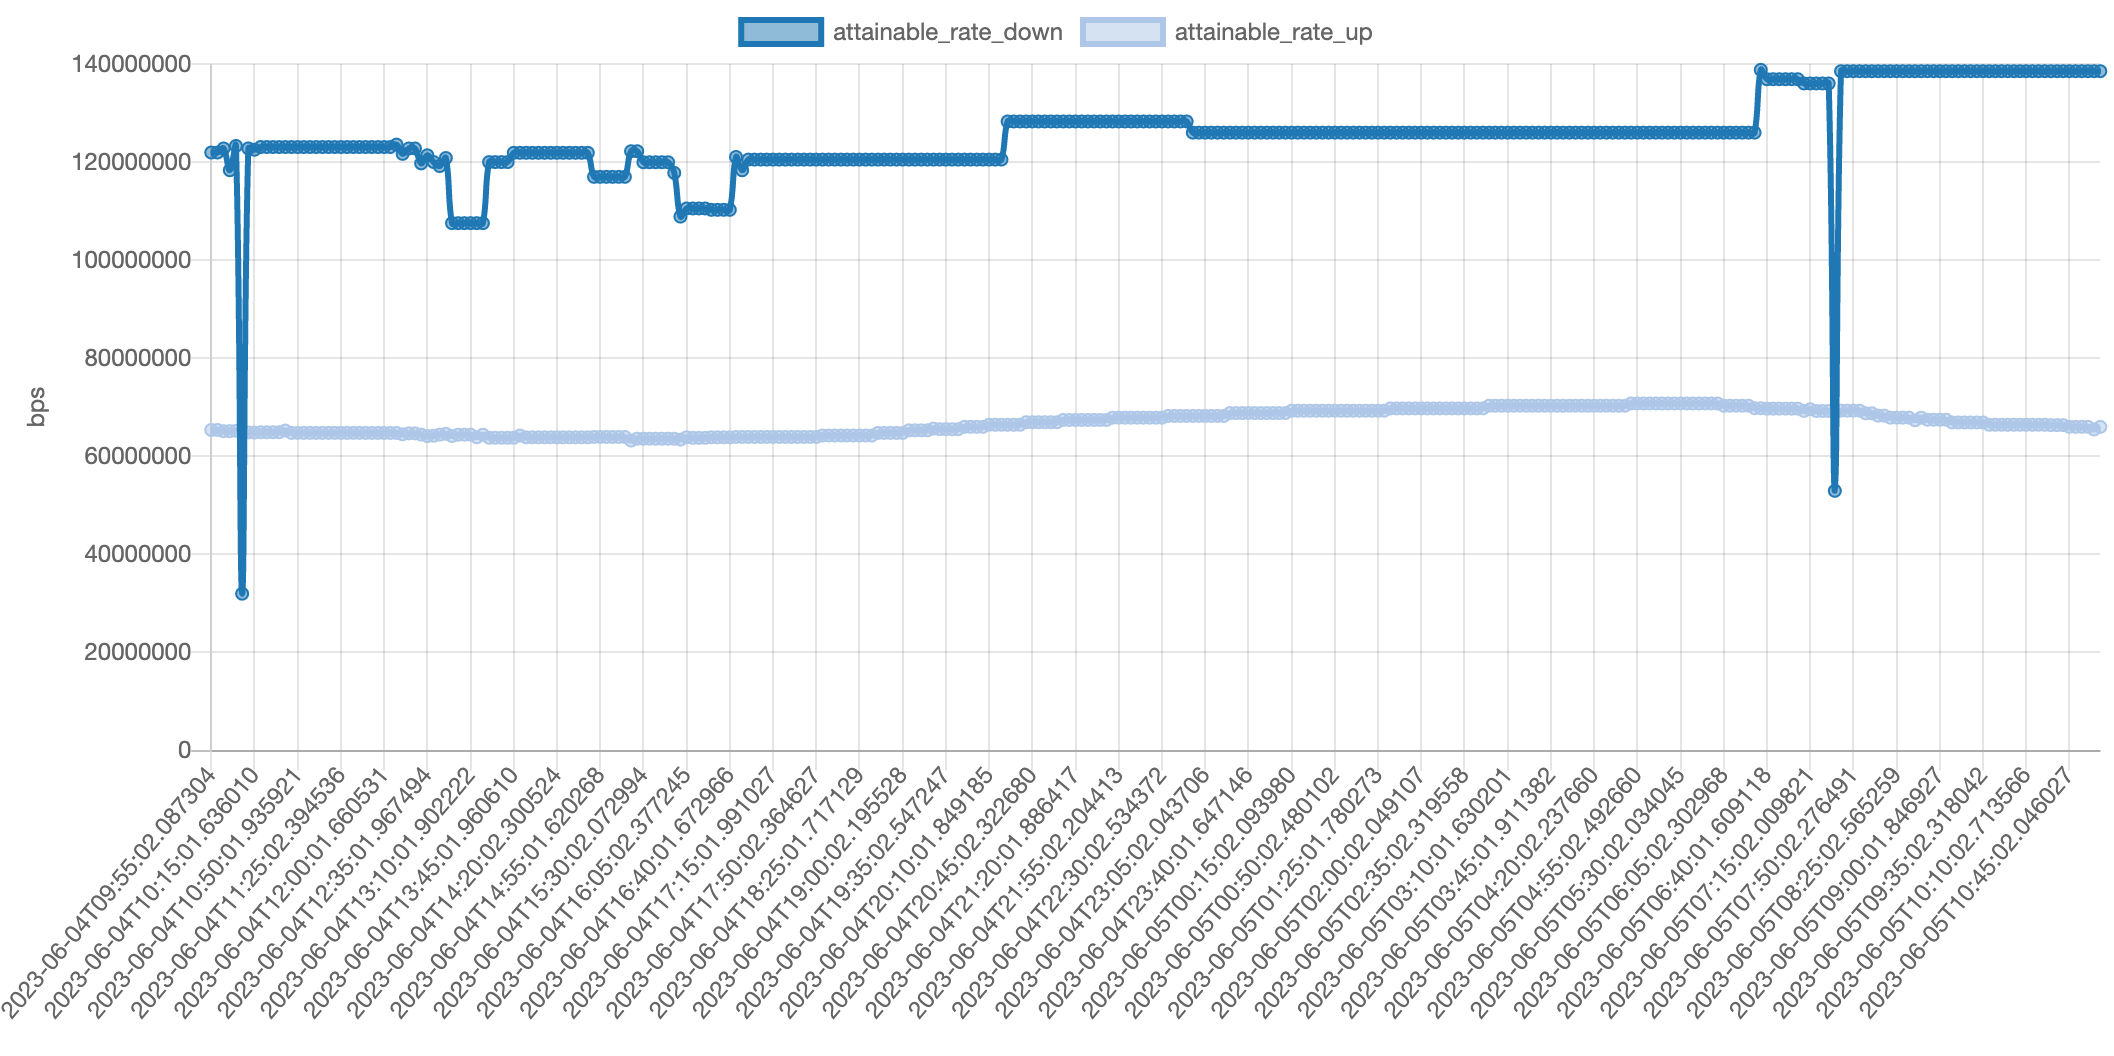 attainable_rate_down attainable_rate_up
140000000
120000000
100000000
80000000
60000000
40000000
20000000
0
bps
2023-06-04T09:55:02.087304
2023-06-04T10:15:01.636010
2023-06-04T10:50:01.935921
2023-06-04T11:25:02.394536
2023-06-04T12:00:01.660531
2023-06-04T12:35:01.967494
2023-06-04T13:10:01.902222
2023-06-04T13:45:01.960610
2023-06-04T14:20:02.300524
2023-06-04T14:55:01.620268
2023-06-04T15:30:02.072994
2023-06-04T16:05:02.377245
2023-06-04T16:40:01.672966
2023-06-04T17:15:01.991027
2023-06-04T17:50:02.364627
2023-06-04T18:25:01.717129
2023-06-04T19:00:02.195528
2023-06-04T19:35:02.547247
2023-06-04T20:10:01.849185
2023-06-04T20:45:02.322680
2023-06-04T21:20:01.886417
2023-06-04T21:55:02.204413
2023-06-04T22:30:02.534372
2023-06-04T23:05:02.043706
2023-06-04T23:40:01.647146
2023-06-05T00:15:02.093980
2023-06-05T00:50:02.480102
2023-06-05T01:25:01.780273
2023-06-05T02:00:02.049107
2023-06-05T02:35:02.319558
2023-06-05T03:10:01.630201
2023-06-05T03:45:01.911382
2023-06-05T04:20:02.237660
2023-06-05T04:55:02.492660
2023-06-05T05:30:02.034045
2023-06-05T06:05:02.302968
2023-06-05T06:40:01.609118
2023-06-05T07:15:02.009821
2023-06-05T07:50:02.276491
2023-06-05T08:25:02.565259
2023-06-05T09:00:01.846927
2023-06-05T09:35:02.318042
2023-06-05T10:10:02.713566
2023-06-05T10:45:02.046027